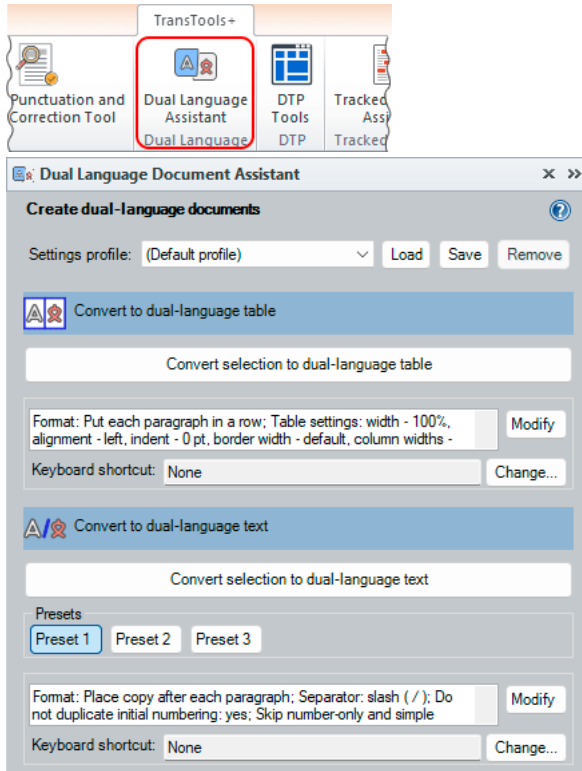 TransTools+
Punctuation and
Correction Tool
Dual Language
Assistant
DTP
Tools
Tracked
Assi
Dual Language
DTP
Tracked
Dual Language Document Assistant
Create dual-language documents
Settings profile: (Default profile) Load Save Remove
Convert to dual-language table
Convert selection to dual-language table
Format: Put each paragraph in a row; Table settings: width - 100%,
alignment - left, indent - 0 pt, border width - default, column widths -
Modify
Keyboard shortcut: None Change...
Convert to dual-language text
Convert selection to dual-language text
Presets
Preset 1 Preset 2 Preset 3
Format: Place copy after each paragraph; Separator: slash ( / ); Do
not duplicate initial numbering: yes; Skip number-only and simple
Modify
Keyboard shortcut: None Change...